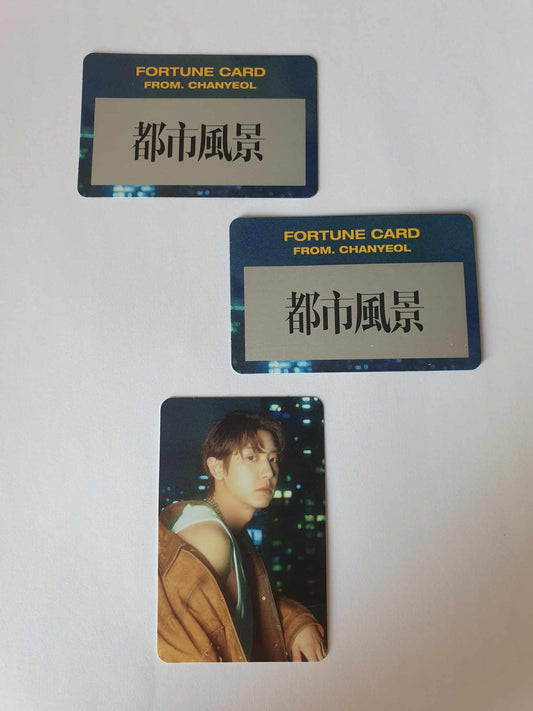 FORTUNE CARD
FROM. CHANYEOL
都市風景
FORTUNE CARD
FROM. CHANYEOL
都市風景